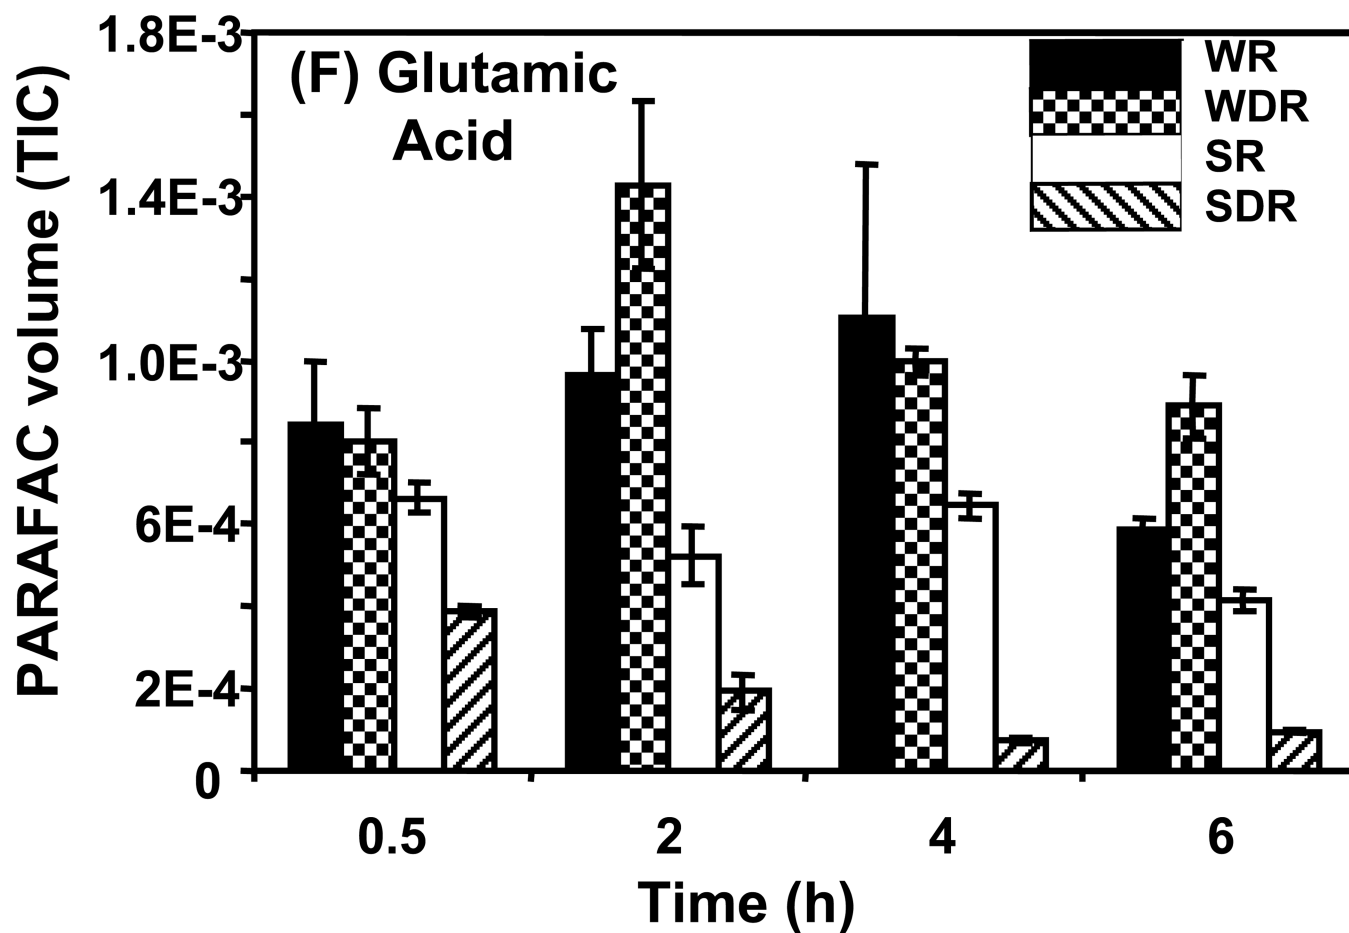 PARAFAC volume (TIC)
1.8E-3
1.4E-3
1.0E-3
6E-4
2E-4
0
(F) Glutamic
Acid
WR
WDR
SR
SDR
0.5 2 4 6
Time (h)